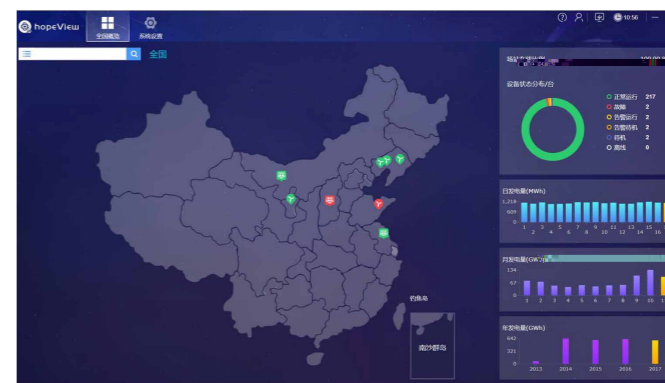 hopeView
全国概览
系统设置
10:56
全国
设备状态分布/台
正常运行 217
故障 2
告警运行 2
告警待机 2
待机 2
离线 0
日发电量(MWh)
1,218
609
0
1 2 3 4 5 6 7 8 9 10 11 12 13 14 15 16
月发电量(GWh)
134
67
0
1 2 3 4 5 6 7 8 9 10 1
年发电量(GWh)
642
321
0
2013 2014 2015 2016 2017
钓鱼岛
南沙群岛